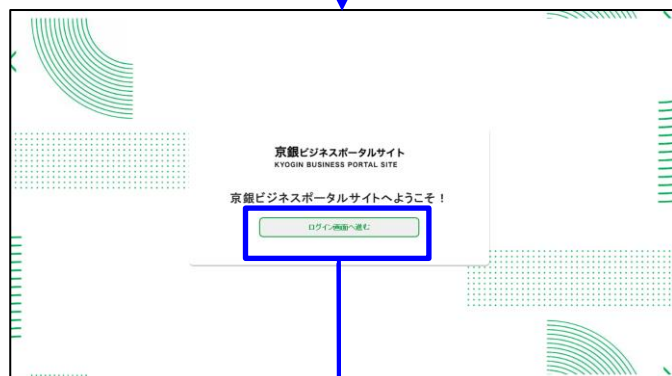 京銀ビジネスポータルサイト
KYOGIN BUSINESS PORTAL SITE
京銀ビジネスポータルサイトへようこそ！
ログイン画面へ進む